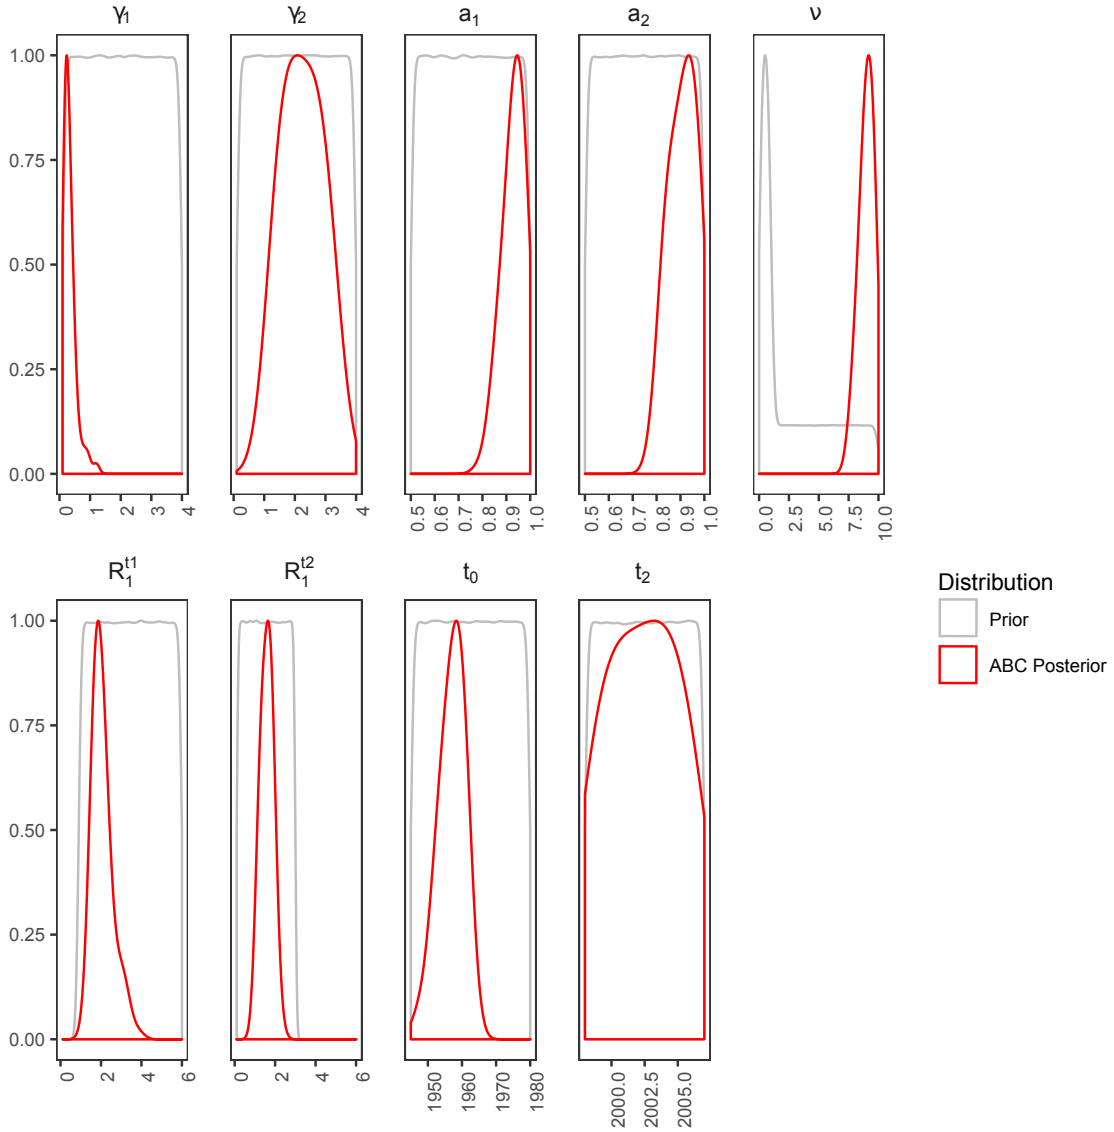 γ₁ γ₂ a₁ a₂ ν
1.00
0.75
0.50
0.25
0.00
0 1 2 3 4 0 1 2 3 4 0.5 0.6 0.7 0.8 0.9 1.0 0.5 0.6 0.7 0.8 0.9 1.0 0.0 2.5 5.0 7.5 10.0
R₁ᵗ¹ R₁ᵗ² t₀ t₂
1.00
0.75
0.50
0.25
0.00
0 2 4 6 0 2 4 6 1950 1960 1970 1980 2000.0 2002.5 2005.0
Distribution
Prior
ABC Posterior